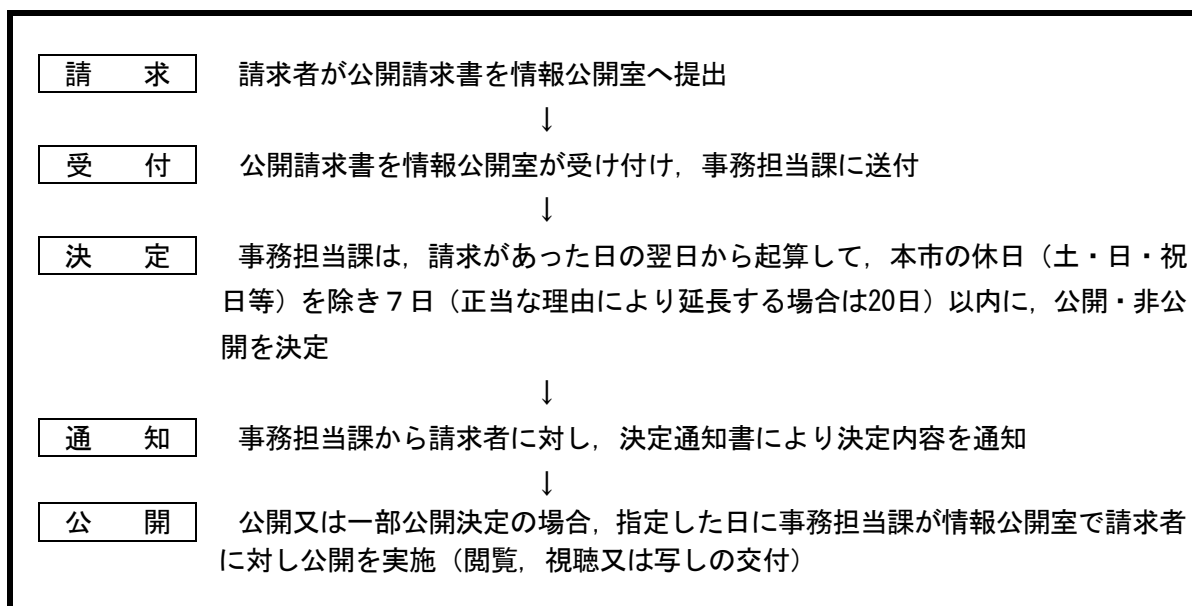 請　求　請求者が公開請求書を情報公開室へ提出
↓
受　付　公開請求書を情報公開室が受け付け，事務担当課に送付
↓
決　定　事務担当課は，請求があった日の翌日から起算して，本市の休日（土・日・祝
日等）を除き７日（正当な理由により延長する場合は20日）以内に，公開・非公
開を決定
↓
通　知　事務担当課から請求者に対し，決定通知書により決定内容を通知
↓
公　開　公開又は一部公開決定の場合，指定した日に事務担当課が情報公開室で請求者
に対し公開を実施（閲覧，視聴又は写しの交付）